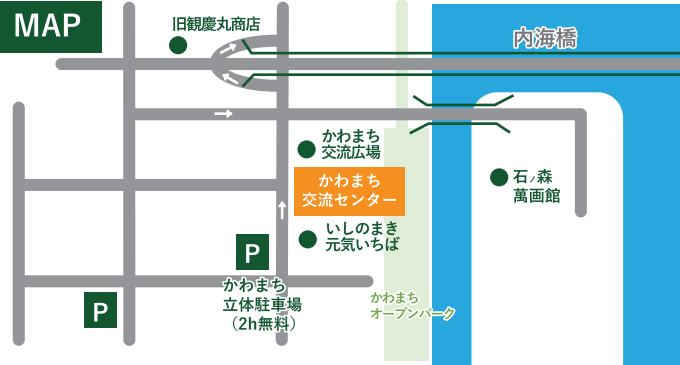 MAP
旧観慶丸商店
内海橋
かわまち
交流広場
かわまち
交流センター
石ノ森
萬画館
いしのまき
元気いちば
P
かわまち
立体駐車場
（2h無料）
P
かわまち
オープンパーク